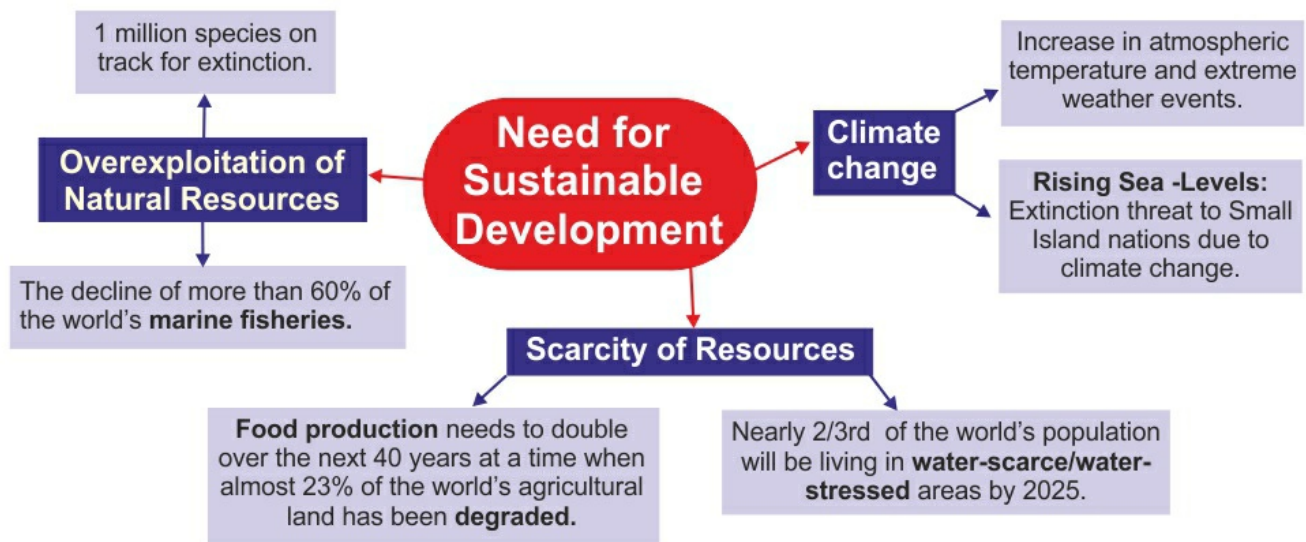 1 million species on
track for extinction.
Overexploitation of
Natural Resources
The decline of more than 60% of
the world's marine fisheries.
Need for
Sustainable
Development
Climate
change
Increase in atmospheric
temperature and extreme
weather events.
Rising Sea -Levels:
Extinction threat to Small
Island nations due to
climate change.
Scarcity of Resources
Food production needs to double
over the next 40 years at a time when
almost 23% of the world's agricultural
land has been degraded.
Nearly 2/3rd of the world's population
will be living in water-scarce/water-
stressed areas by 2025.